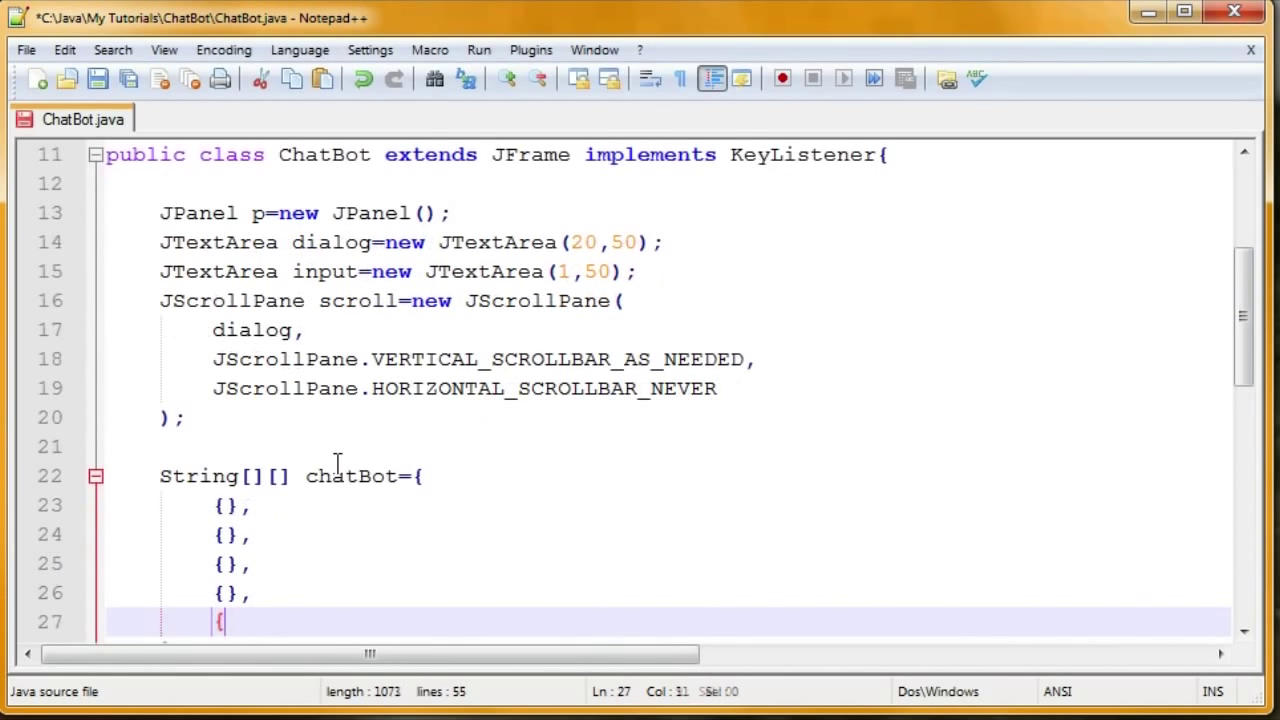 *C:\Java\My Tutorials\ChatBot\ChatBot.java - Notepad++
File Edit Search View Encoding Language Settings Macro Run Plugins Window ? X
ChatBot.java
11 public class ChatBot extends JFrame implements KeyListener{
12
13 JPanel p=new JPanel();
14 JTextArea dialog=new JTextArea(20,50);
15 JTextArea input=new JTextArea(1,50);
16 JScrollPane scroll=new JScrollPane(
17 dialog,
18 JScrollPane.VERTICAL_SCROLLBAR_AS_NEEDED,
19 JScrollPane.HORIZONTAL_SCROLLBAR_NEVER
20 );
21
22 String[][] chatBot={
23 {},
24 {},
25 {},
26 {},
27 {
Java source file length : 1073 lines : 55 Ln : 27 Col : Dos\Windows ANSI INS